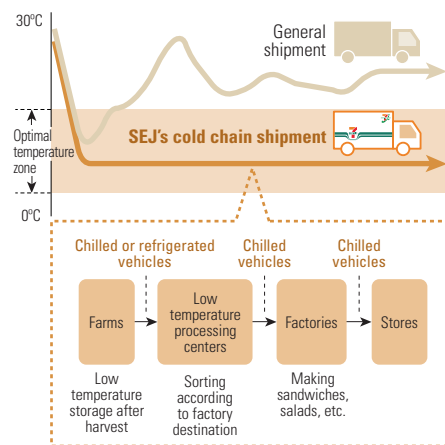 30ºC
General
shipment
Optimal
temperature
zone
SEJ's cold chain shipment
0ºC
Chilled or refrigerated
vehicles
Chilled
vehicles
Chilled
vehicles
Farms
Low
temperature
processing
centers
Factories
Stores
Low
temperature
storage after
harvest
Sorting
according
to factory
destination
Making
sandwiches,
salads, etc.